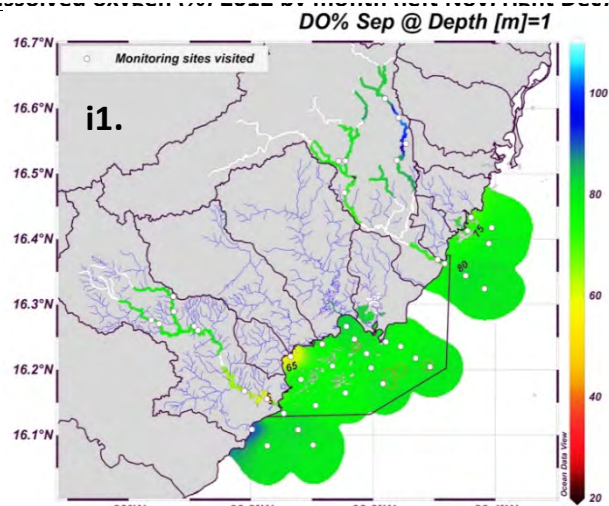 DO% Sep @ Depth [m]=1
16.7°N
Monitoring sites visited
100
16.6°N
i1.
16.5°N
80
16.4°N
75
80
16.3°N
60
16.2°N
65
40
16.1°N
Ocean Data View
20